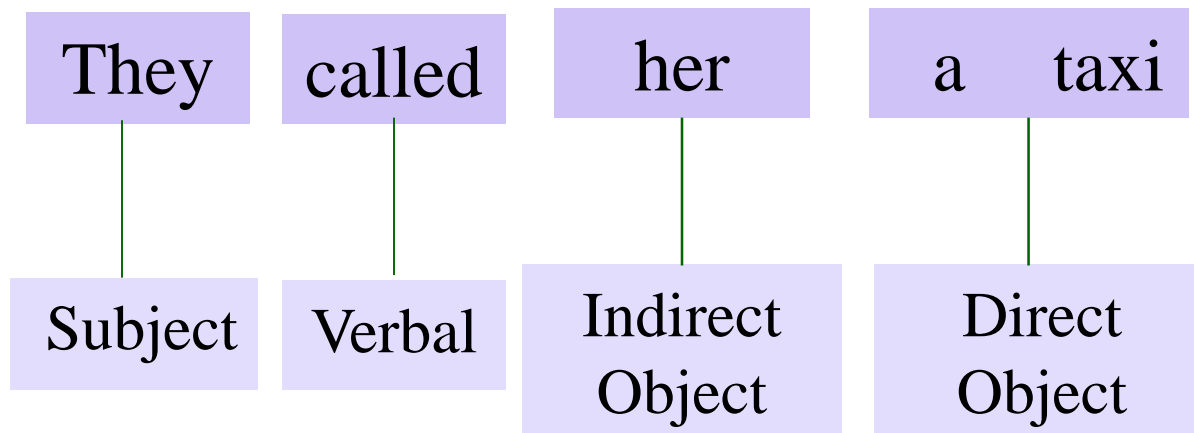 They called her a taxi
Subject Verbal Indirect Object Direct Object